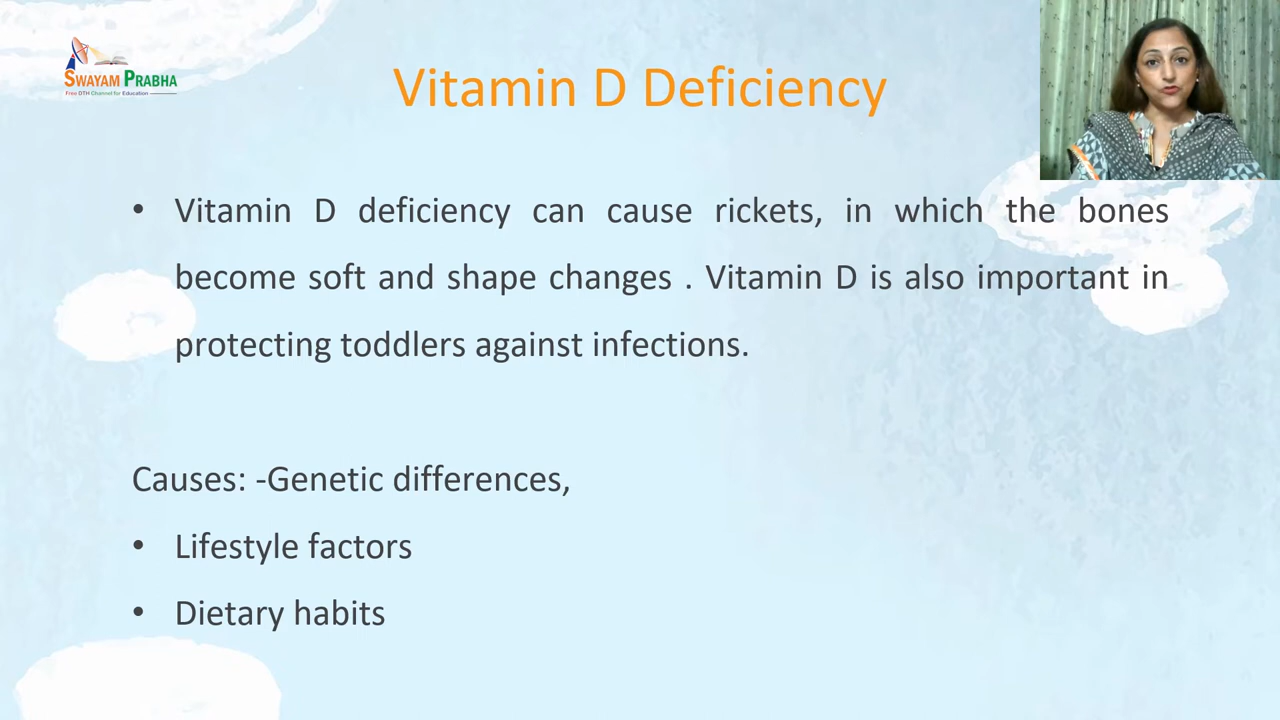 SWAYAM PRABHA
Free DTH Channel for Education
Vitamin D Deficiency
• Vitamin D deficiency can cause rickets, in which the bones
become soft and shape changes . Vitamin D is also important in
protecting toddlers against infections.
Causes: -Genetic differences,
• Lifestyle factors
• Dietary habits